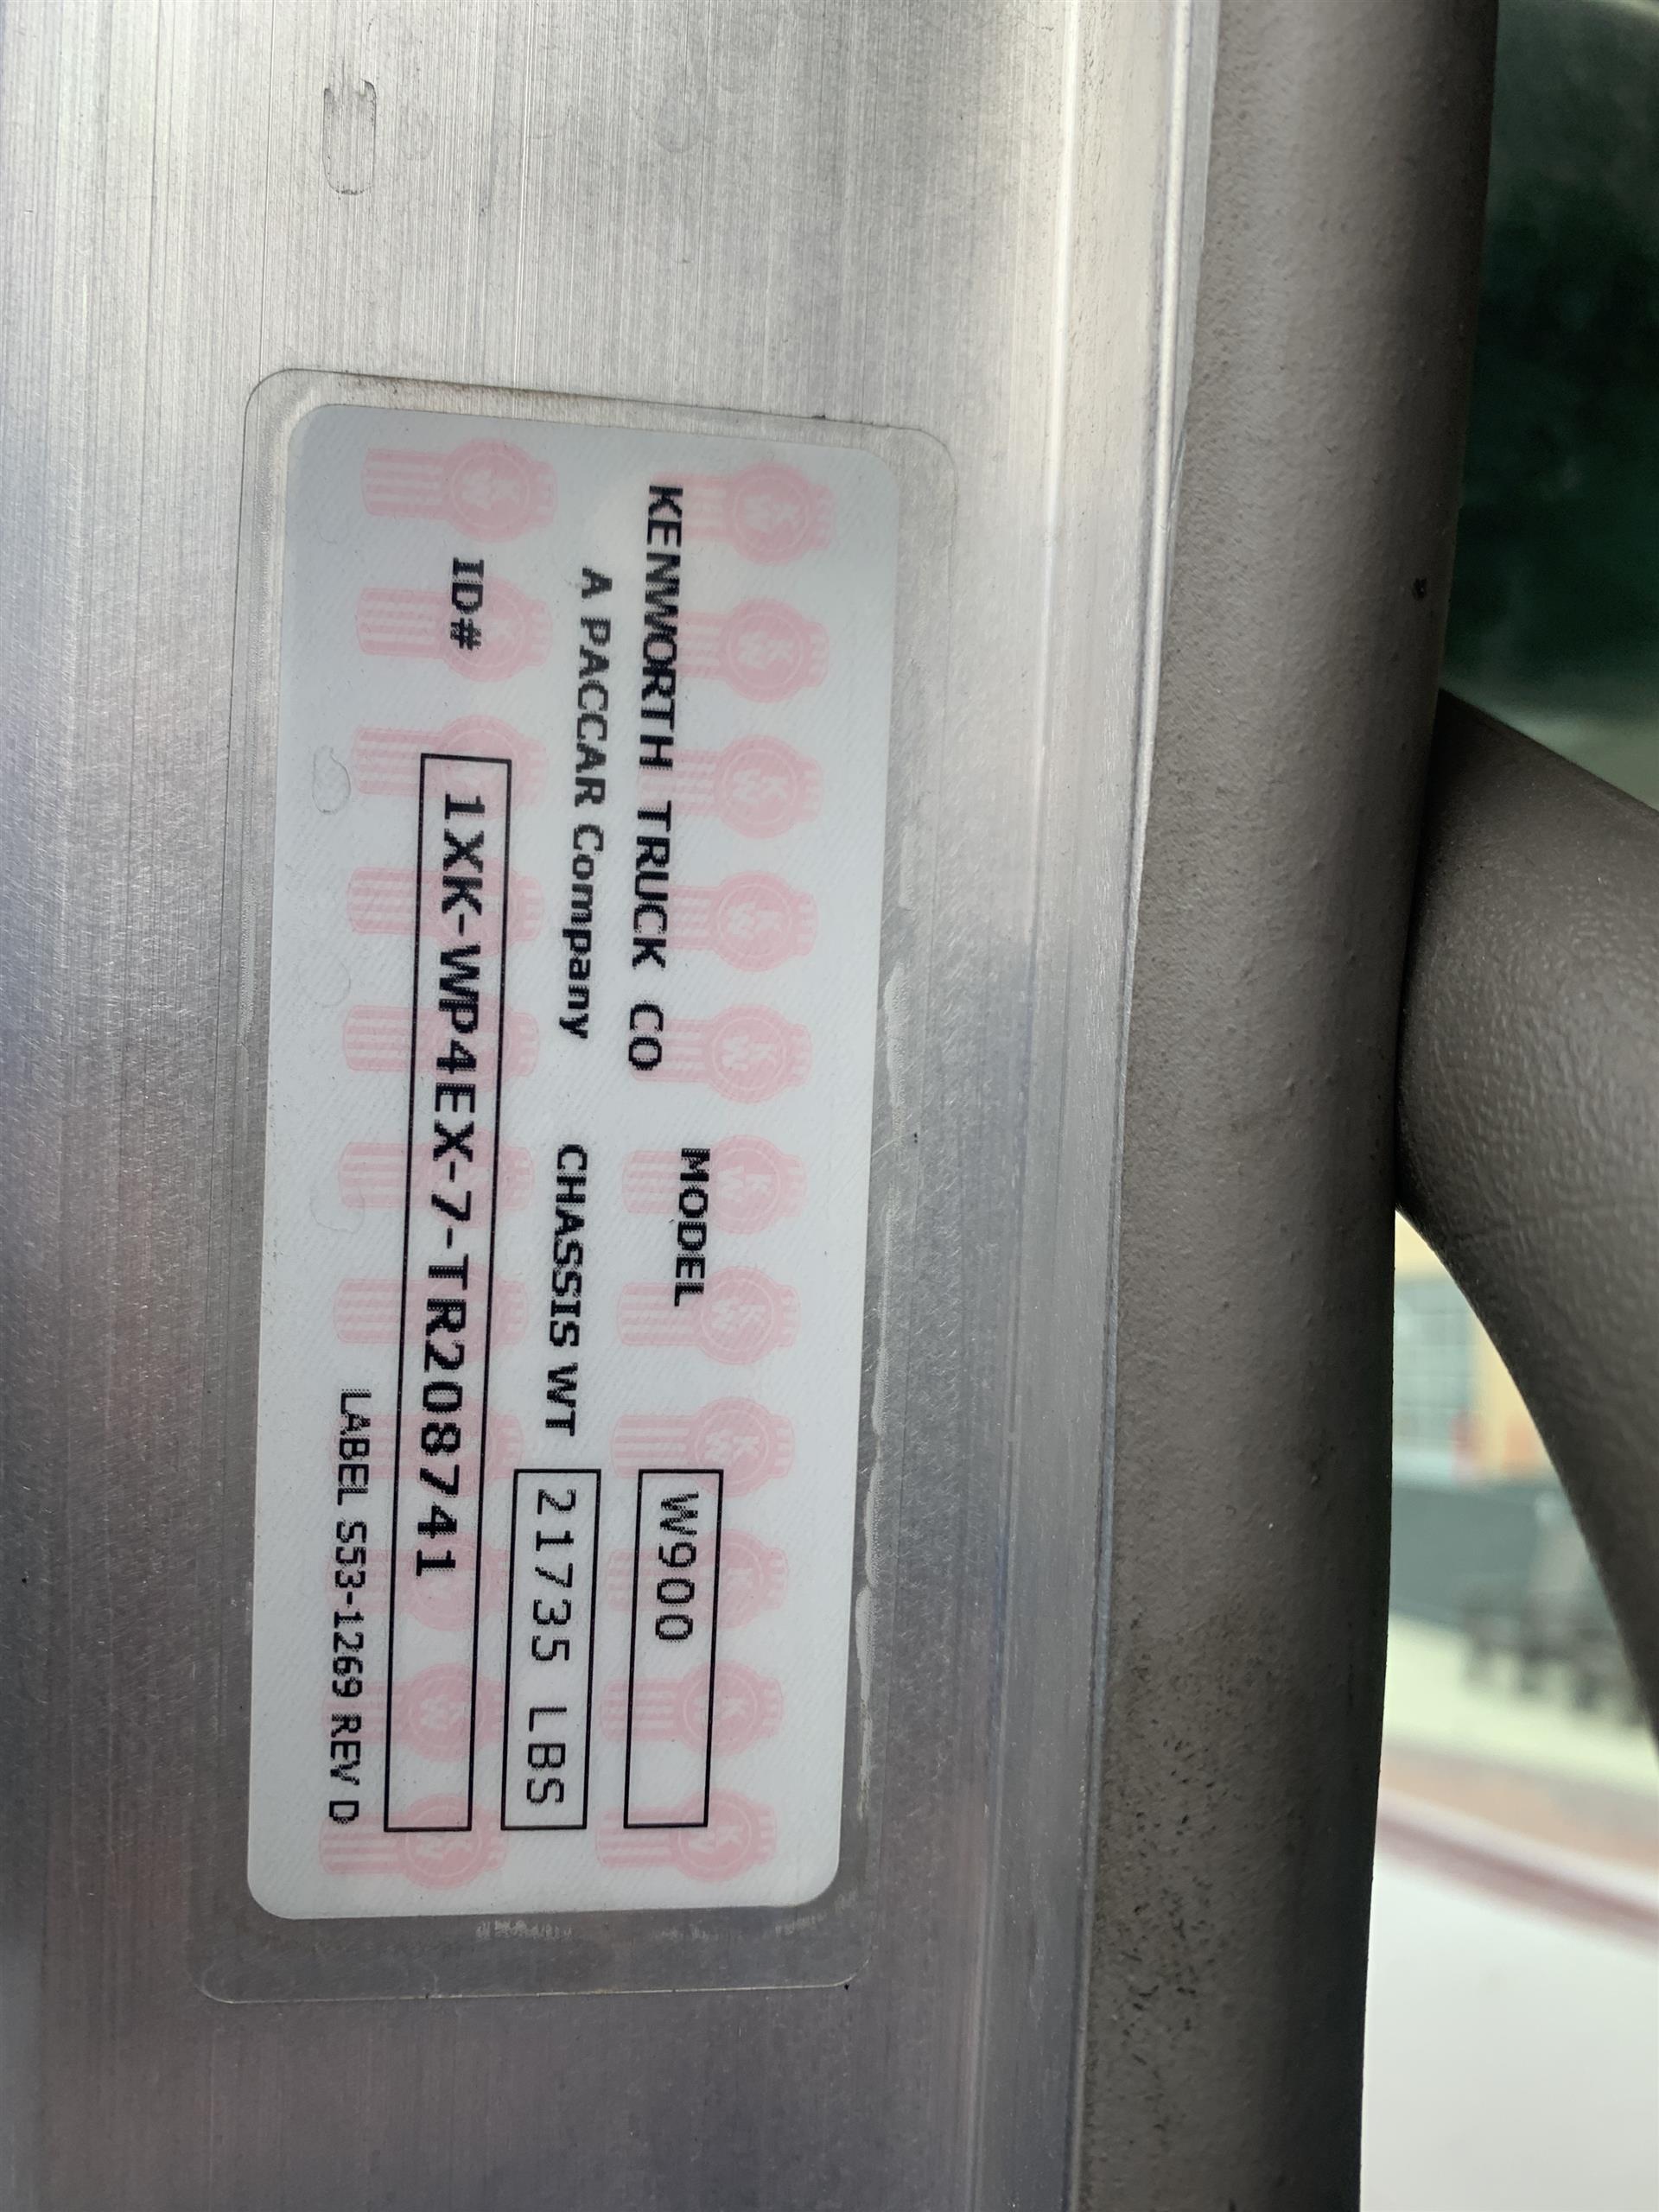 KENWORTH TRUCK CO
A PACCAR Company
MODEL W900
CHASSIS WT 21735 LBS
ID# 1XK-WP4EX-7-TR208741
LABEL S53-1269 REV D